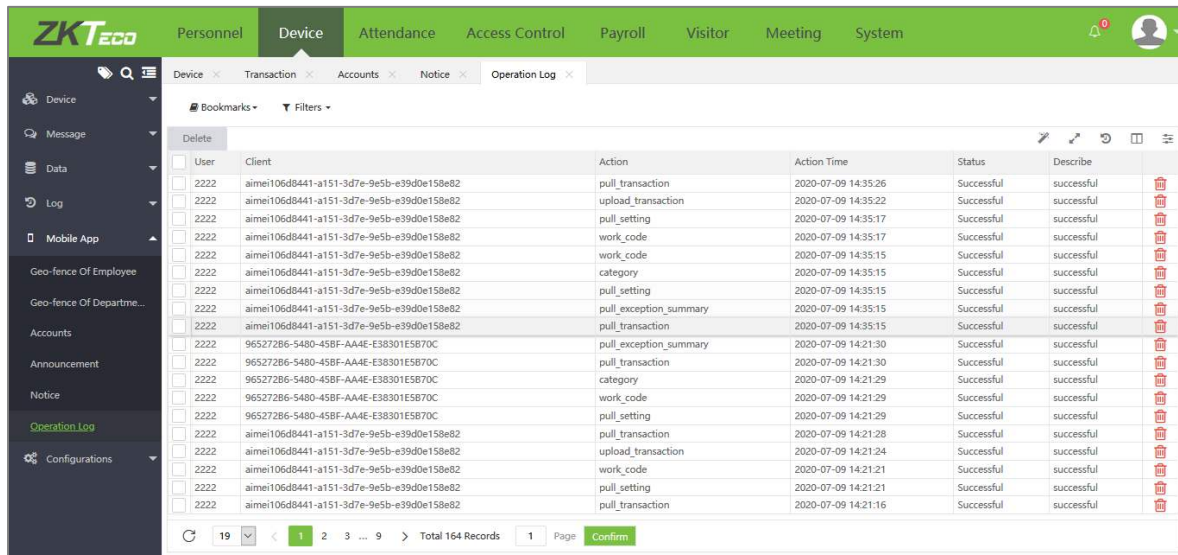 ZKTeco Personnel Device Attendance Access Control Payroll Visitor Meeting System 0
Device Transaction Accounts Notice Operation Log
Device
Bookmarks Filters
Message
Delete
User Client Action Action Time Status Describe
Data
Log
Mobile App
Geo-fence Of Employee
Geo-fence Of Departme...
Accounts
Announcement
Notice
Operation Log
Configurations
2222 aimei106d8441-a151-3d7e-9e5b-e39d0e158e82 pull_transaction 2020-07-09 14:35:26 Successful successful
2222 aimei106d8441-a151-3d7e-9e5b-e39d0e158e82 upload_transaction 2020-07-09 14:35:22 Successful successful
2222 aimei106d8441-a151-3d7e-9e5b-e39d0e158e82 pull_setting 2020-07-09 14:35:17 Successful successful
2222 aimei106d8441-a151-3d7e-9e5b-e39d0e158e82 work_code 2020-07-09 14:35:17 Successful successful
2222 aimei106d8441-a151-3d7e-9e5b-e39d0e158e82 work_code 2020-07-09 14:35:15 Successful successful
2222 aimei106d8441-a151-3d7e-9e5b-e39d0e158e82 category 2020-07-09 14:35:15 Successful successful
2222 aimei106d8441-a151-3d7e-9e5b-e39d0e158e82 pull_setting 2020-07-09 14:35:15 Successful successful
2222 aimei106d8441-a151-3d7e-9e5b-e39d0e158e82 pull_exception_summary 2020-07-09 14:35:15 Successful successful
2222 aimei106d8441-a151-3d7e-9e5b-e39d0e158e82 pull_transaction 2020-07-09 14:35:15 Successful successful
2222 965272B6-5480-45BF-AA4E-E38301E5B70C pull_exception_summary 2020-07-09 14:21:30 Successful successful
2222 965272B6-5480-45BF-AA4E-E38301E5B70C pull_transaction 2020-07-09 14:21:30 Successful successful
2222 965272B6-5480-45BF-AA4E-E38301E5B70C category 2020-07-09 14:21:29 Successful successful
2222 965272B6-5480-45BF-AA4E-E38301E5B70C work_code 2020-07-09 14:21:29 Successful successful
2222 965272B6-5480-45BF-AA4E-E38301E5B70C pull_setting 2020-07-09 14:21:29 Successful successful
2222 aimei106d8441-a151-3d7e-9e5b-e39d0e158e82 pull_transaction 2020-07-09 14:21:28 Successful successful
2222 aimei106d8441-a151-3d7e-9e5b-e39d0e158e82 upload_transaction 2020-07-09 14:21:24 Successful successful
2222 aimei106d8441-a151-3d7e-9e5b-e39d0e158e82 work_code 2020-07-09 14:21:21 Successful successful
2222 aimei106d8441-a151-3d7e-9e5b-e39d0e158e82 pull_setting 2020-07-09 14:21:21 Successful successful
2222 aimei106d8441-a151-3d7e-9e5b-e39d0e158e82 pull_transaction 2020-07-09 14:21:16 Successful successful
19 1 2 3 ... 9 Total 164 Records 1 Page Confirm